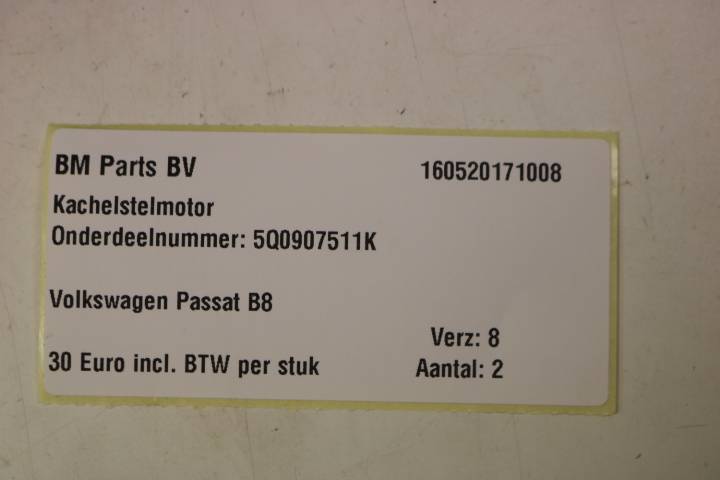 BM Parts BV 160520171008
Kachelstelmotor
Onderdeelnummer: 5Q0907511K
Volkswagen Passat B8
Verz: 8
30 Euro incl. BTW per stuk Aantal: 2